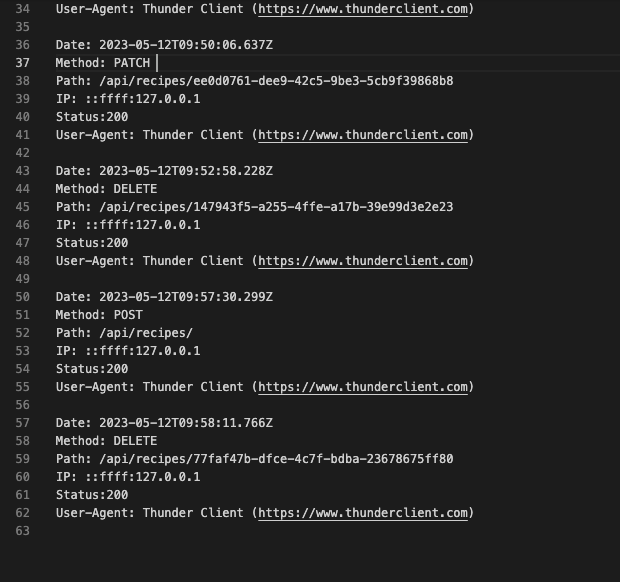 34 User-Agent: Thunder Client (https://www.thunderclient.com)
35
36 Date: 2023-05-12T09:50:06.637Z
37 Method: PATCH
38 Path: /api/recipes/ee0d0761-dee9-42c5-9be3-5cb9f39868b8
39 IP: ::ffff:127.0.0.1
40 Status:200
41 User-Agent: Thunder Client (https://www.thunderclient.com)
42
43 Date: 2023-05-12T09:52:58.228Z
44 Method: DELETE
45 Path: /api/recipes/147943f5-a255-4ffe-a17b-39e99d3e2e23
46 IP: ::ffff:127.0.0.1
47 Status:200
48 User-Agent: Thunder Client (https://www.thunderclient.com)
49
50 Date: 2023-05-12T09:57:30.299Z
51 Method: POST
52 Path: /api/recipes/
53 IP: ::ffff:127.0.0.1
54 Status:200
55 User-Agent: Thunder Client (https://www.thunderclient.com)
56
57 Date: 2023-05-12T09:58:11.766Z
58 Method: DELETE
59 Path: /api/recipes/77faf47b-dfce-4c7f-bdba-23678675ff80
60 IP: ::ffff:127.0.0.1
61 Status:200
62 User-Agent: Thunder Client (https://www.thunderclient.com)
63